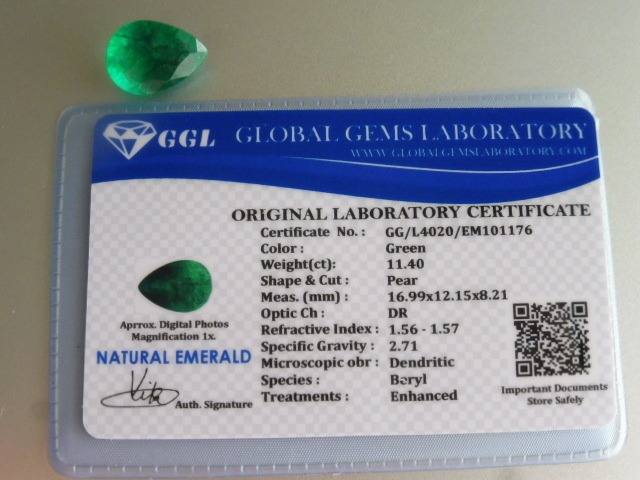 GGL GLOBAL GEMS LABORATORY
WWW.GLOBALGEMSLABORATORY.COM
ORIGINAL LABORATORY CERTIFICATE
Certificate No. : GG/L4020/EM101176
Color : Green
Weight(ct): 11.40
Shape & Cut : Pear
Meas. (mm) : 16.99x12.15x8.21
Optic Ch : DR
Refractive Index : 1.56 - 1.57
Specific Gravity : 2.71
Microscopic obr : Dendritic
Species : Beryl
Treatments : Enhanced
Aprrox. Digital Photos
Magnification 1x.
NATURAL EMERALD
Vita
Auth. Signature
Important Documents
Store Safely